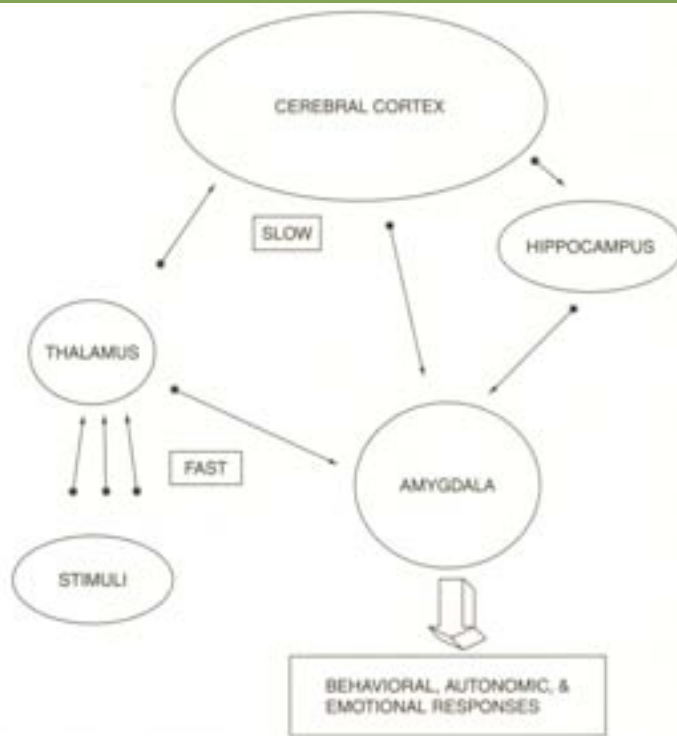 CEREBRAL CORTEX
SLOW
HIPPOCAMPUS
THALAMUS
FAST
AMYGDALA
STIMULI
BEHAVIORAL, AUTONOMIC, &
EMOTIONAL RESPONSES